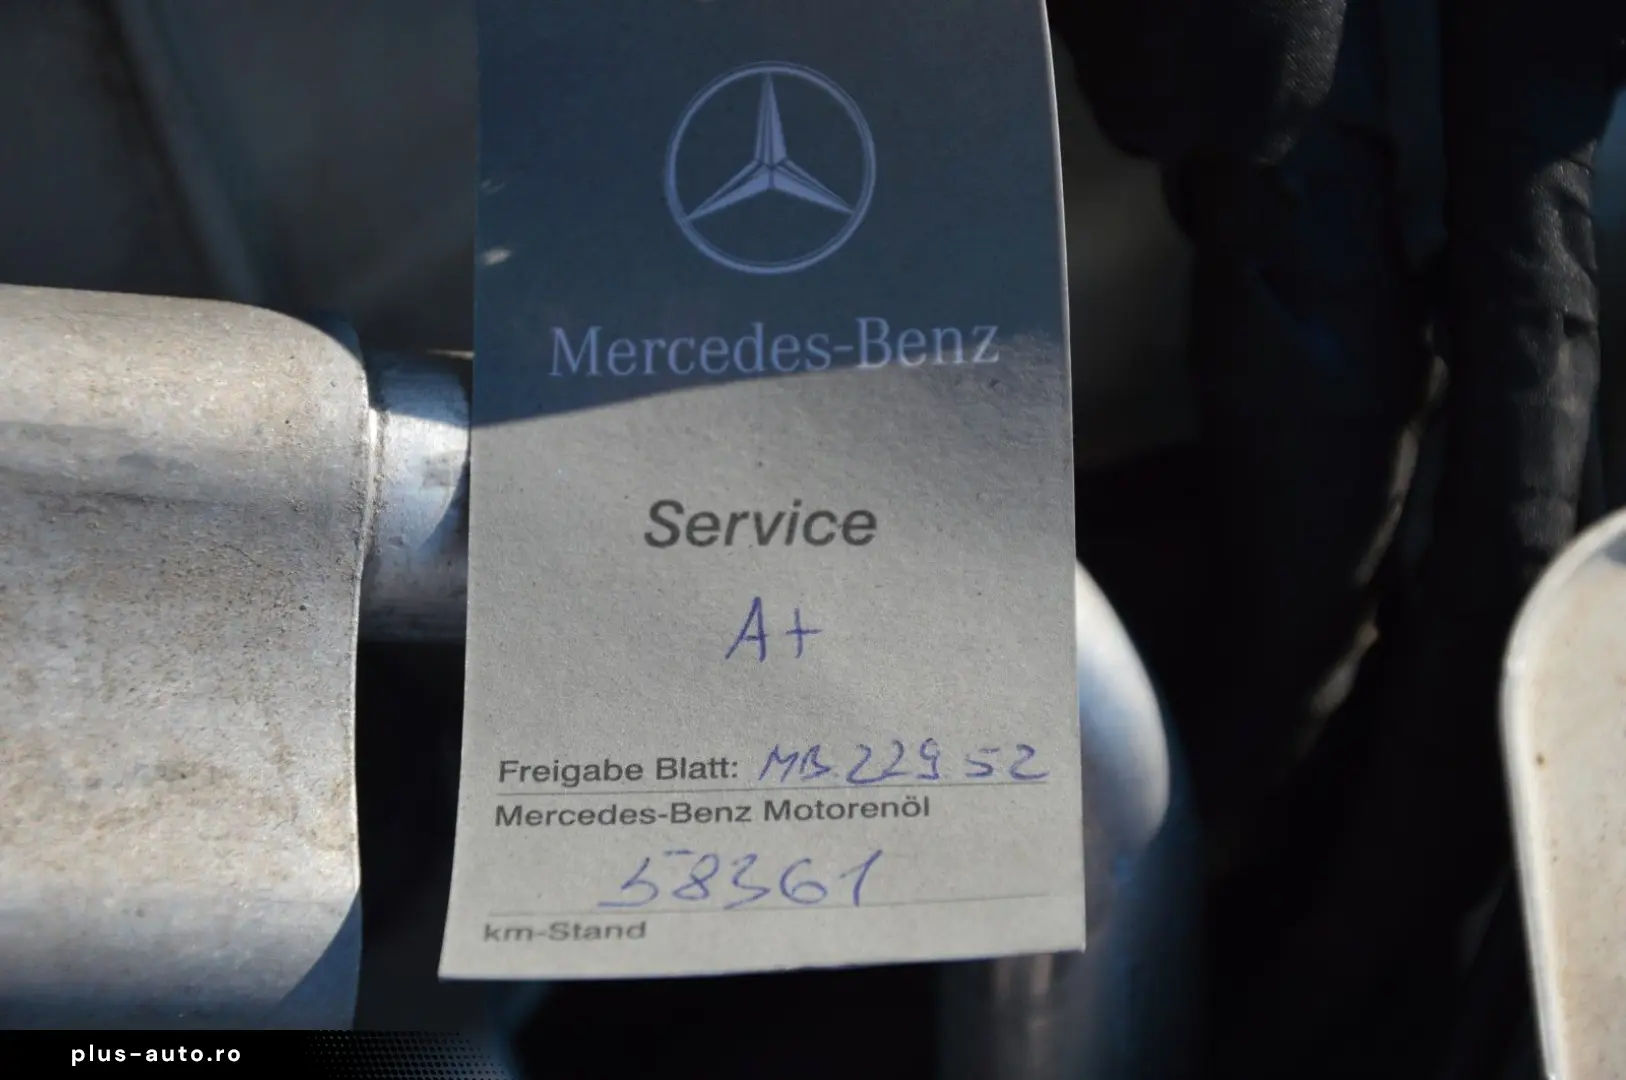 Mercedes-Benz
Service
A+
Freigabe Blatt: MB 229 52
Mercedes-Benz Motorenöl
58361
km-Stand
plus-auto.ro